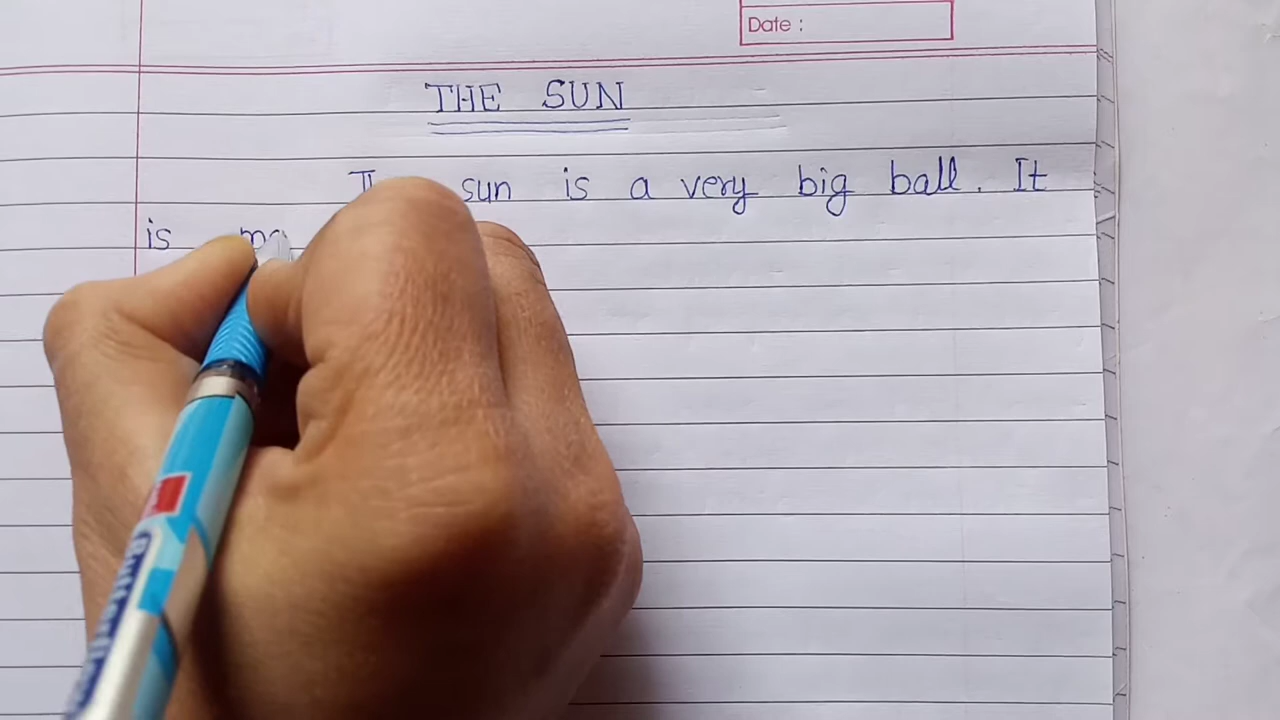 Date :
THE SUN
sun is a very big ball. It
is